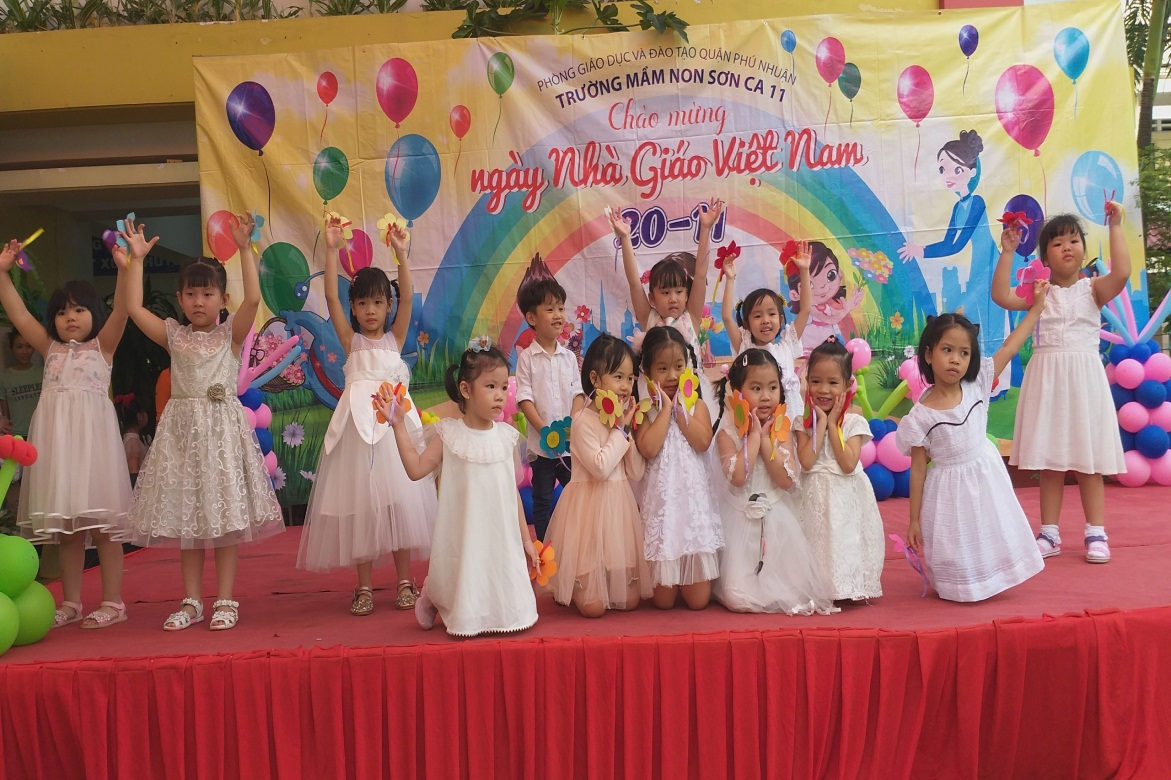 PHÒNG GIÁO DỤC VÀ ĐÀO TẠO QUẬN PHÚ NHUẬN
TRƯỜNG MẦM NON SƠN CA 11
Chào mừng
ngày Nhà Giáo Việt Nam
20-11